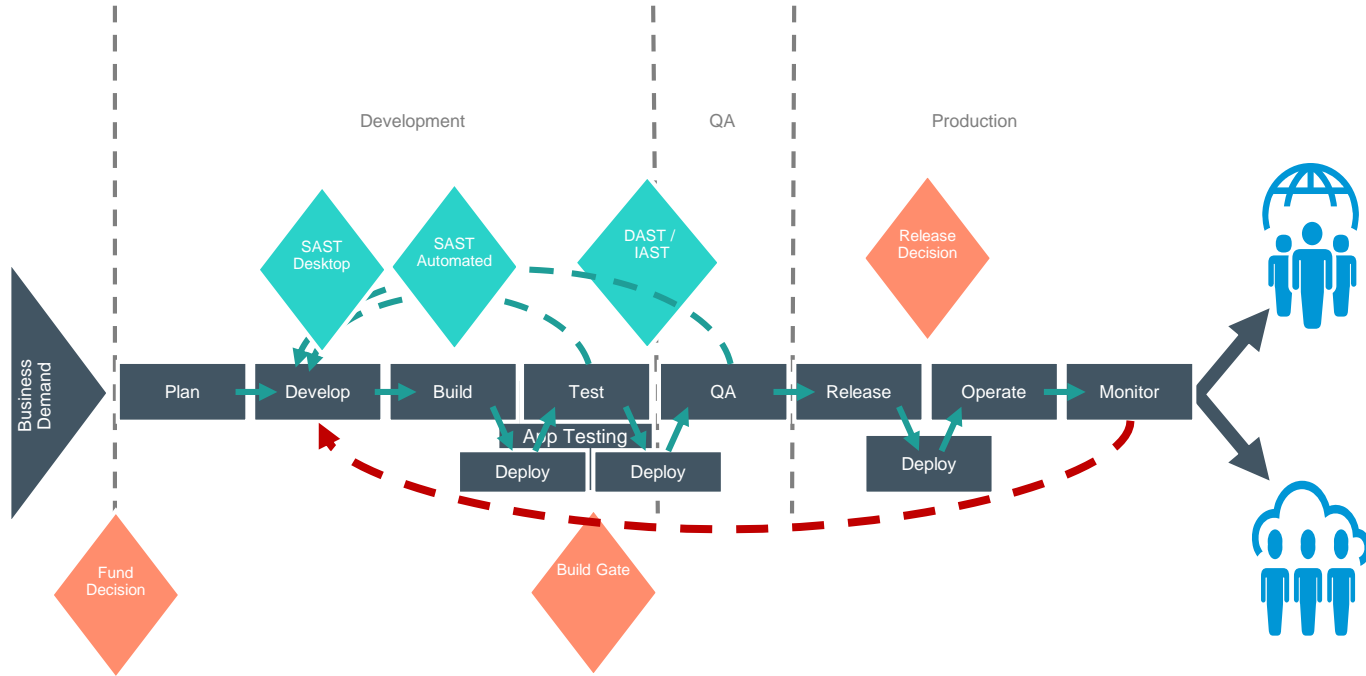 Development
QA
Production
SAST
Desktop
SAST
Automated
DAST /
IAST
Release
Decision
Business
Demand
Plan
Develop
Build
Test
QA
Release
Operate
Monitor
App Testing
Deploy
Deploy
Deploy
Fund
Decision
Build Gate